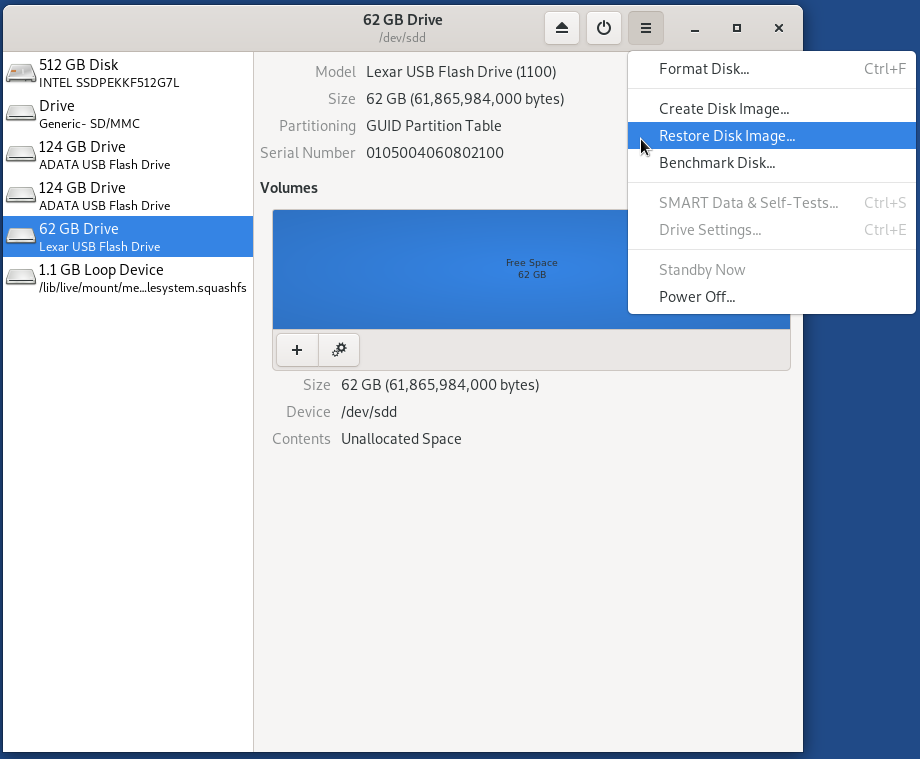 62 GB Drive
/dev/sdd
512 GB Disk
INTEL SSDPEKKF512G7L
Drive
Generic- SD/MMC
124 GB Drive
ADATA USB Flash Drive
124 GB Drive
ADATA USB Flash Drive
62 GB Drive
Lexar USB Flash Drive
1.1 GB Loop Device
/lib/live/mount/me...lesystem.squashfs
Model Lexar USB Flash Drive (1100)
Size 62 GB (61,865,984,000 bytes)
Partitioning GUID Partition Table
Serial Number 0105004060802100
Volumes
Free Space
62 GB
Size 62 GB (61,865,984,000 bytes)
Device /dev/sdd
Contents Unallocated Space
Format Disk... Ctrl+F
Create Disk Image...
Restore Disk Image...
Benchmark Disk...
SMART Data & Self-Tests... Ctrl+S
Drive Settings... Ctrl+E
Standby Now
Power Off...